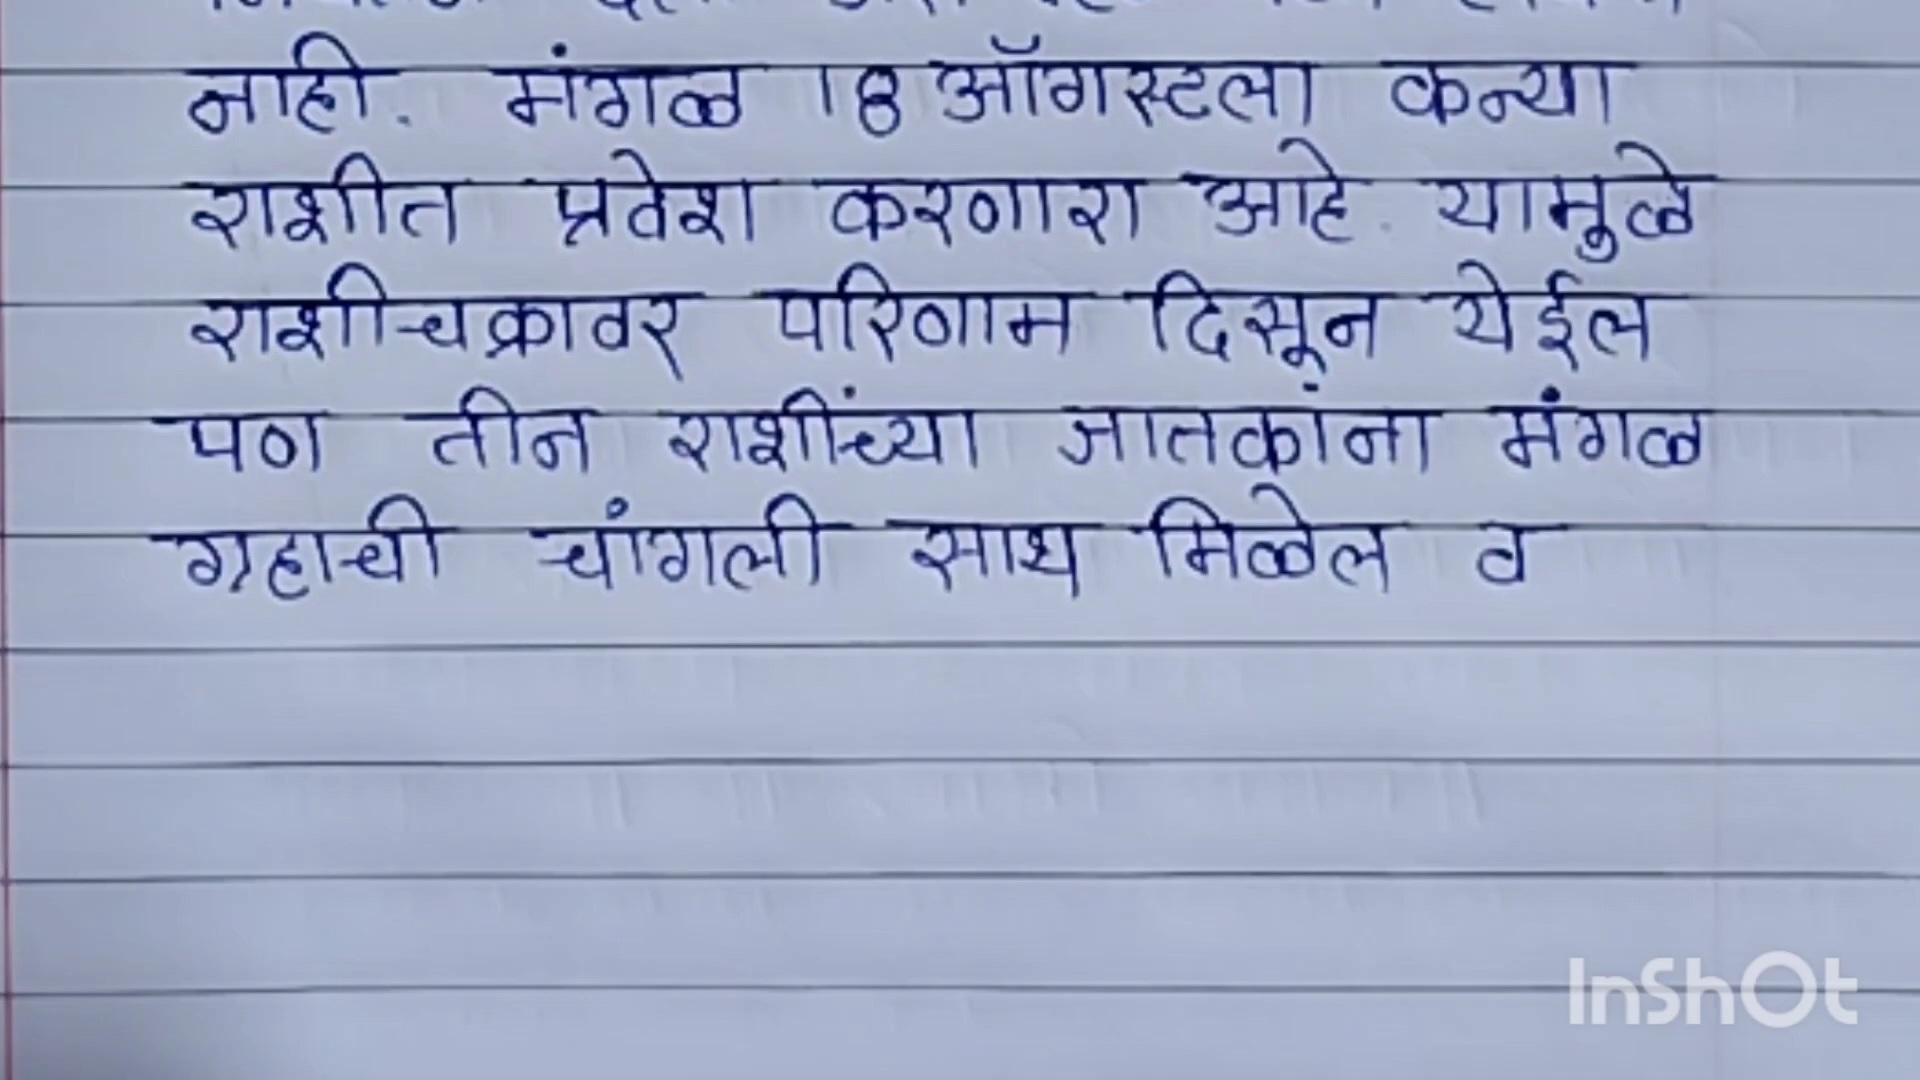 नाही. मंगळ 18 ऑगस्टला कन्या
राशीत प्रवेश करणारा आहे. यामुळे
राशीचक्रावर परिणाम दिसून येईल
पण तीन राशींच्या जातकांना मंगळ
ग्रहाची चांगली साथ मिळेल व
InShOt